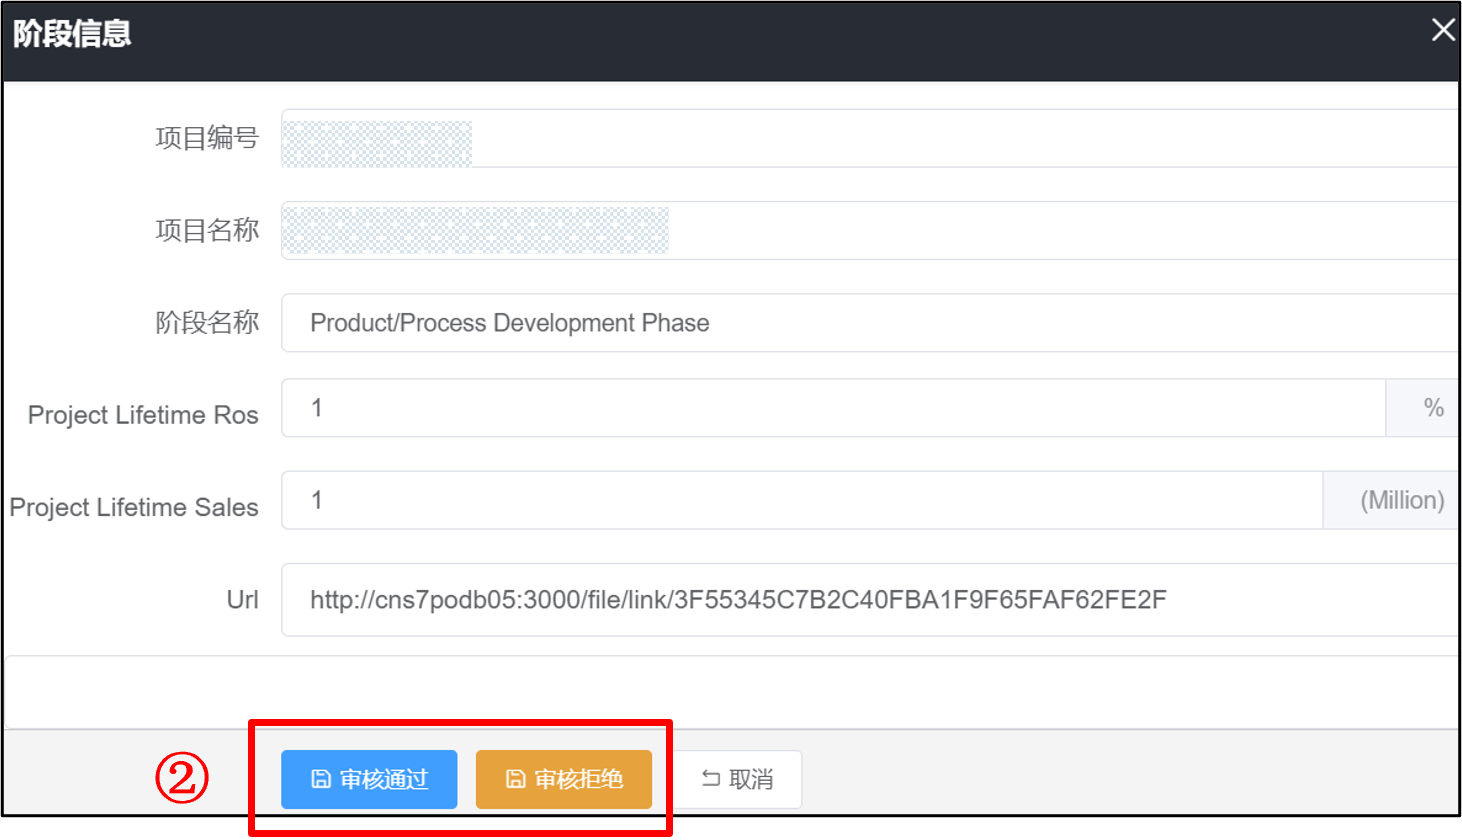 阶段信息
项目编号
项目名称
阶段名称 Product/Process Development Phase
Project Lifetime Ros 1 %
Project Lifetime Sales 1 (Million)
Url http://cns7podb05:3000/file/link/3F55345C7B2C40FBA1F9F65FAF62FE2F
② 审核通过 审核拒绝 取消